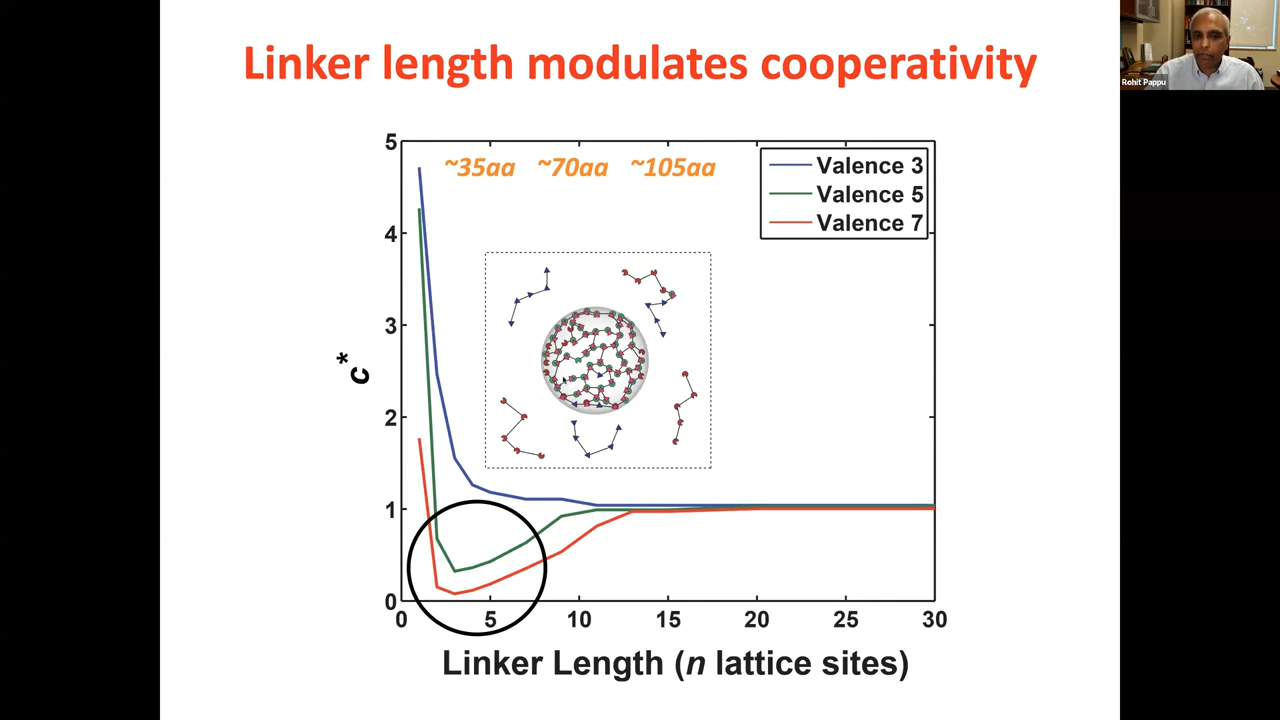 Linker length modulates cooperativity
Rohit Pappu
~35aa ~70aa ~105aa
Valence 3
Valence 5
Valence 7
5
4
3
2
1
0
c*
0 5 10 15 20 25 30
Linker Length (n lattice sites)